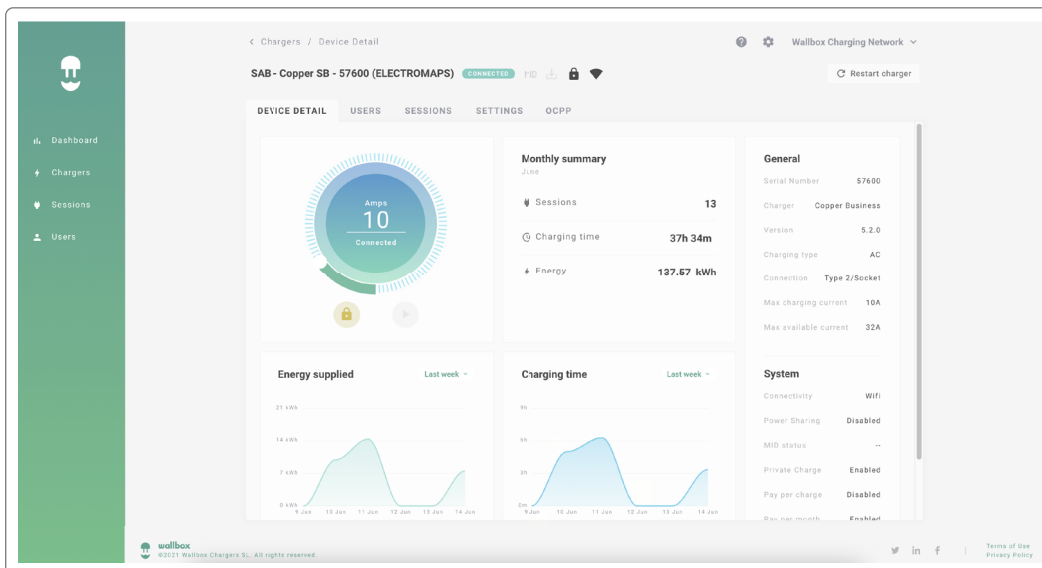 < Chargers / Device Detail
Wallbox Charging Network
SAB - Copper SB - 57600 (ELECTROMAPS) CONNECTED MID
Restart charger
DEVICE DETAIL USERS SESSIONS SETTINGS OCPP
Dashboard
Chargers
Sessions
Users
Amps
10
Connected
Monthly summary
June
Sessions 13
Charging time 37h 34m
Energy 137.57 kWh
General
Serial Number 57600
Charger Copper Business
Version 5.2.0
Charging type AC
Connection Type 2/Socket
Max charging current 10A
Max available current 32A
Energy supplied Last week
21 kWh
14 kWh
7 kWh
0 kWh
9 Jun 10 Jun 11 Jun 12 Jun 13 Jun 14 Jun
Charging time Last week
9h
6h
3h
0m
9 Jun 10 Jun 11 Jun 12 Jun 13 Jun 14 Jun
System
Connectivity Wifi
Power Sharing Disabled
MID status --
Private Charge Enabled
Pay per charge Disabled
Pay per month Enabled
wallbox
©2021 Wallbox Chargers SL. All rights reserved.
Terms of Use
Privacy Policy